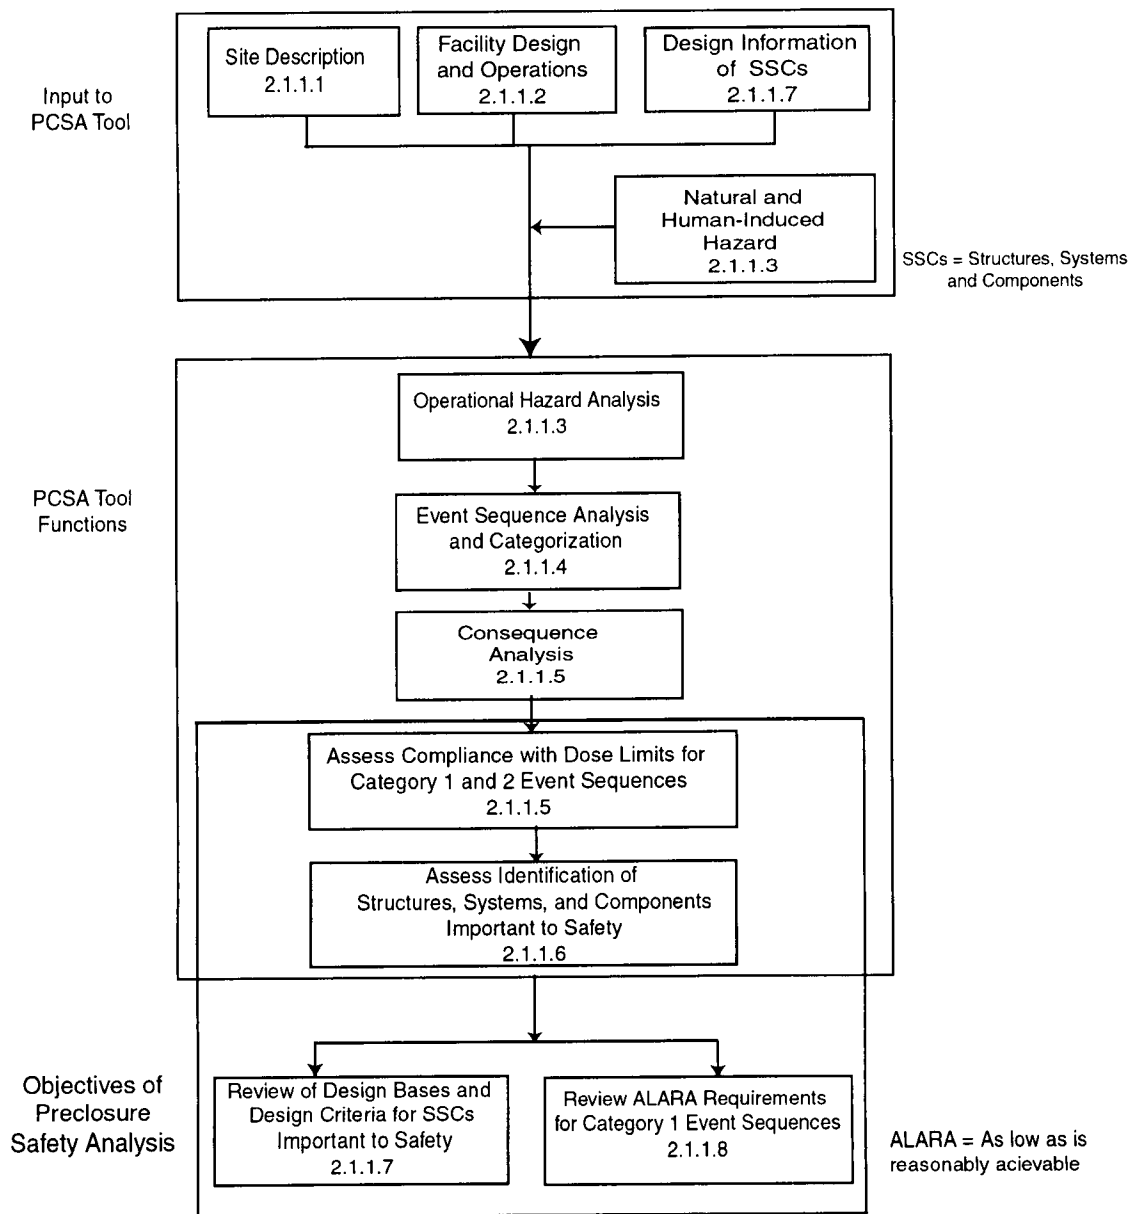 Input to
PCSA Tool
Site Description
2.1.1.1
Facility Design
and Operations
2.1.1.2
Design Information
of SSCs
2.1.1.7
Natural and
Human-Induced
Hazard
2.1.1.3
SSCs = Structures, Systems
and Components
PCSA Tool
Functions
Operational Hazard Analysis
2.1.1.3
Event Sequence Analysis
and Categorization
2.1.1.4
Consequence
Analysis
2.1.1.5
Assess Compliance with Dose Limits for
Category 1 and 2 Event Sequences
2.1.1.5
Assess Identification of
Structures, Systems, and Components
Important to Safety
2.1.1.6
Objectives of
Preclosure
Safety Analysis
Review of Design Bases and
Design Criteria for SSCs
Important to Safety
2.1.1.7
Review ALARA Requirements
for Category 1 Event Sequences
2.1.1.8
ALARA = As low as is
reasonably acievable